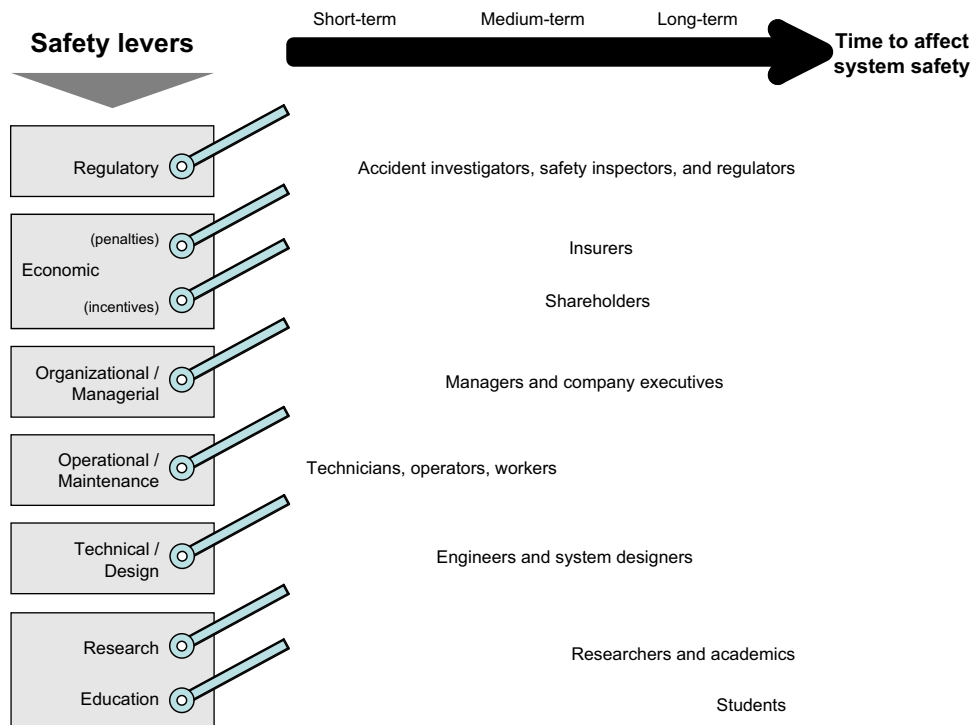 Safety levers
Short-term Medium-term Long-term
Time to affect
system safety
Regulatory
Accident investigators, safety inspectors, and regulators
(penalties)
Insurers
Economic
(incentives)
Shareholders
Organizational /
Managerial
Managers and company executives
Operational /
Maintenance
Technicians, operators, workers
Technical /
Design
Engineers and system designers
Research
Researchers and academics
Education
Students